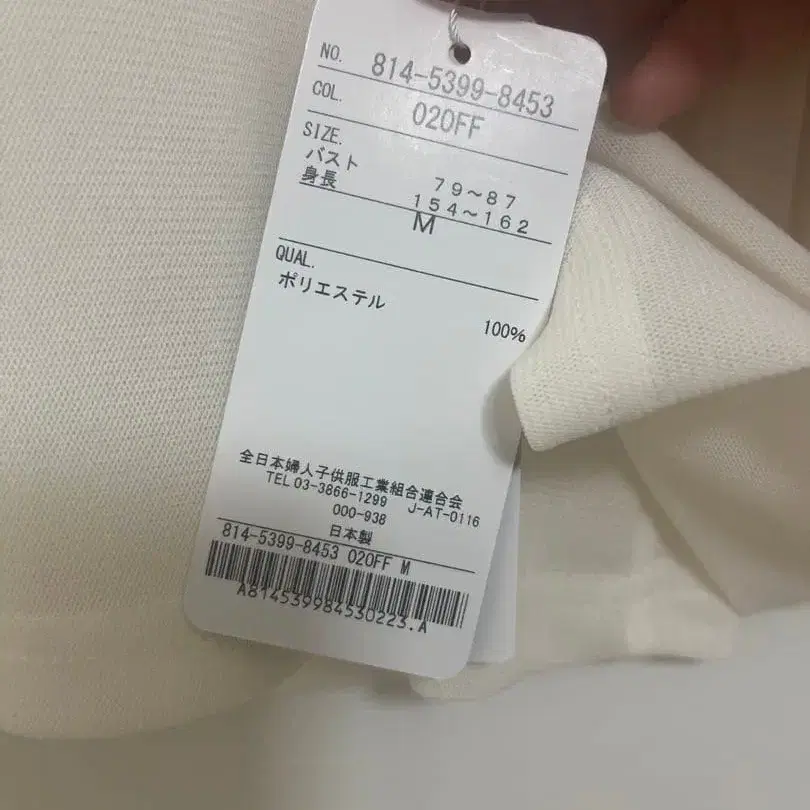 NO. 814-5399-8453
COL. 020FF
SIZE.
バスト 79～87
身長 154～162
M
QUAL.
ポリエステル
100%
全日本婦人子供服工業組合連合会
TEL 03-3866-1299 J-AT-0116
000-938
日本製
814-5399-8453 020FF M
A814539984530223.A